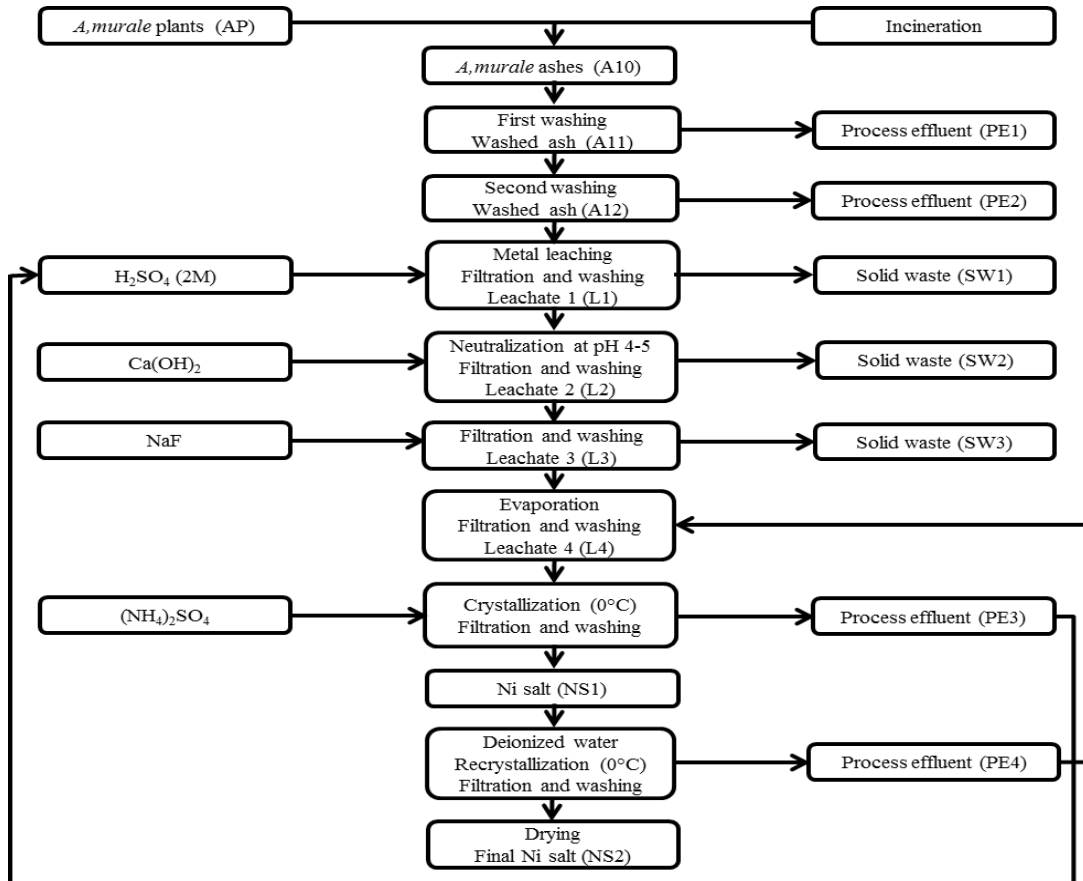 A,murale plants (AP)
Incineration
A,murale ashes (A10)
First washing
Washed ash (A11)
Process effluent (PE1)
Second washing
Washed ash (A12)
Process effluent (PE2)
H₂SO₄ (2M)
Metal leaching
Filtration and washing
Leachate 1 (L1)
Solid waste (SW1)
Ca(OH)₂
Neutralization at pH 4-5
Filtration and washing
Leachate 2 (L2)
Solid waste (SW2)
NaF
Filtration and washing
Leachate 3 (L3)
Solid waste (SW3)
Evaporation
Filtration and washing
Leachate 4 (L4)
(NH₄)₂SO₄
Crystallization (0°C)
Filtration and washing
Process effluent (PE3)
Ni salt (NS1)
Deionized water
Recrystallization (0°C)
Filtration and washing
Process effluent (PE4)
Drying
Final Ni salt (NS2)